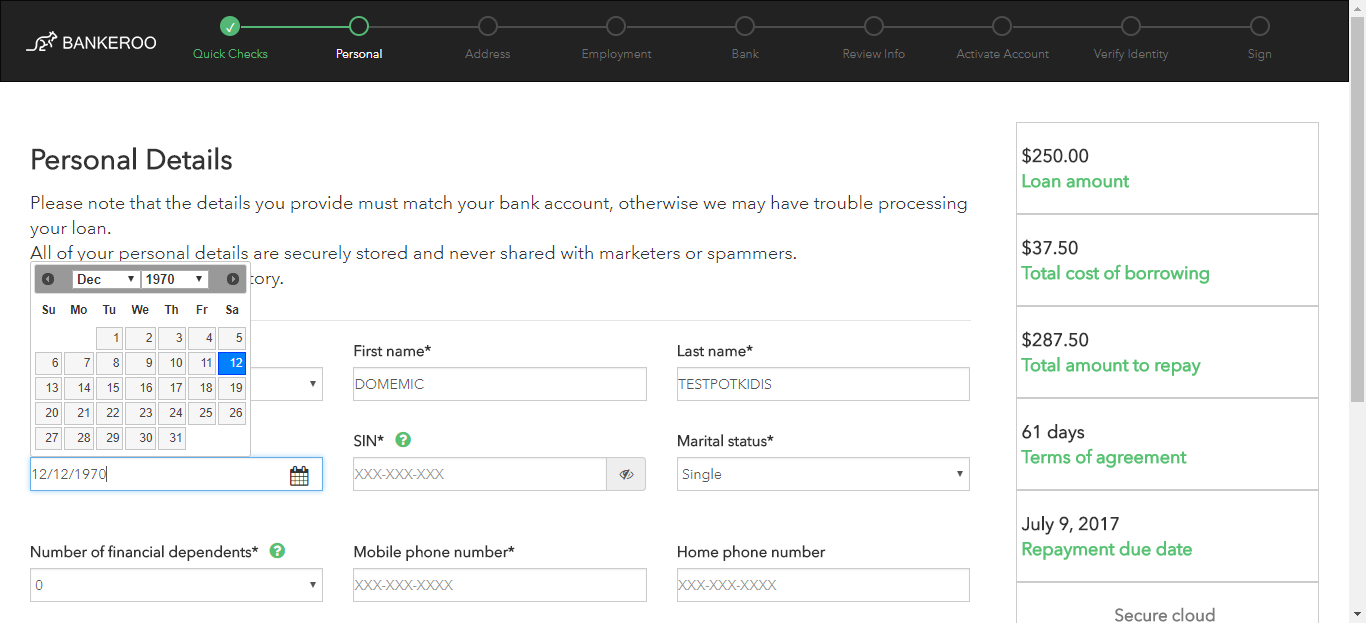 BANKEROO
Quick Checks
Personal
Address
Employment
Bank
Review Info
Activate Account
Verify Identity
Sign
Personal Details
Please note that the details you provide must match your bank account, otherwise we may have trouble processing
your loan.
All of your personal details are securely stored and never shared with marketers or spammers.
tory.
Dec 1970
Su Mo Tu We Th Fr Sa
1 2 3 4 5
6 7 8 9 10 11 12
13 14 15 16 17 18 19
20 21 22 23 24 25 26
27 28 29 30 31
First name*
DOMEMIC
Last name*
TESTPOTKIDIS
12/12/1970
SIN* ?
XXX-XXX-XXX
Marital status*
Single
Number of financial dependents* ?
0
Mobile phone number*
XXX-XXX-XXXX
Home phone number
XXX-XXX-XXXX
$250.00
Loan amount
$37.50
Total cost of borrowing
$287.50
Total amount to repay
61 days
Terms of agreement
July 9, 2017
Repayment due date
Secure cloud